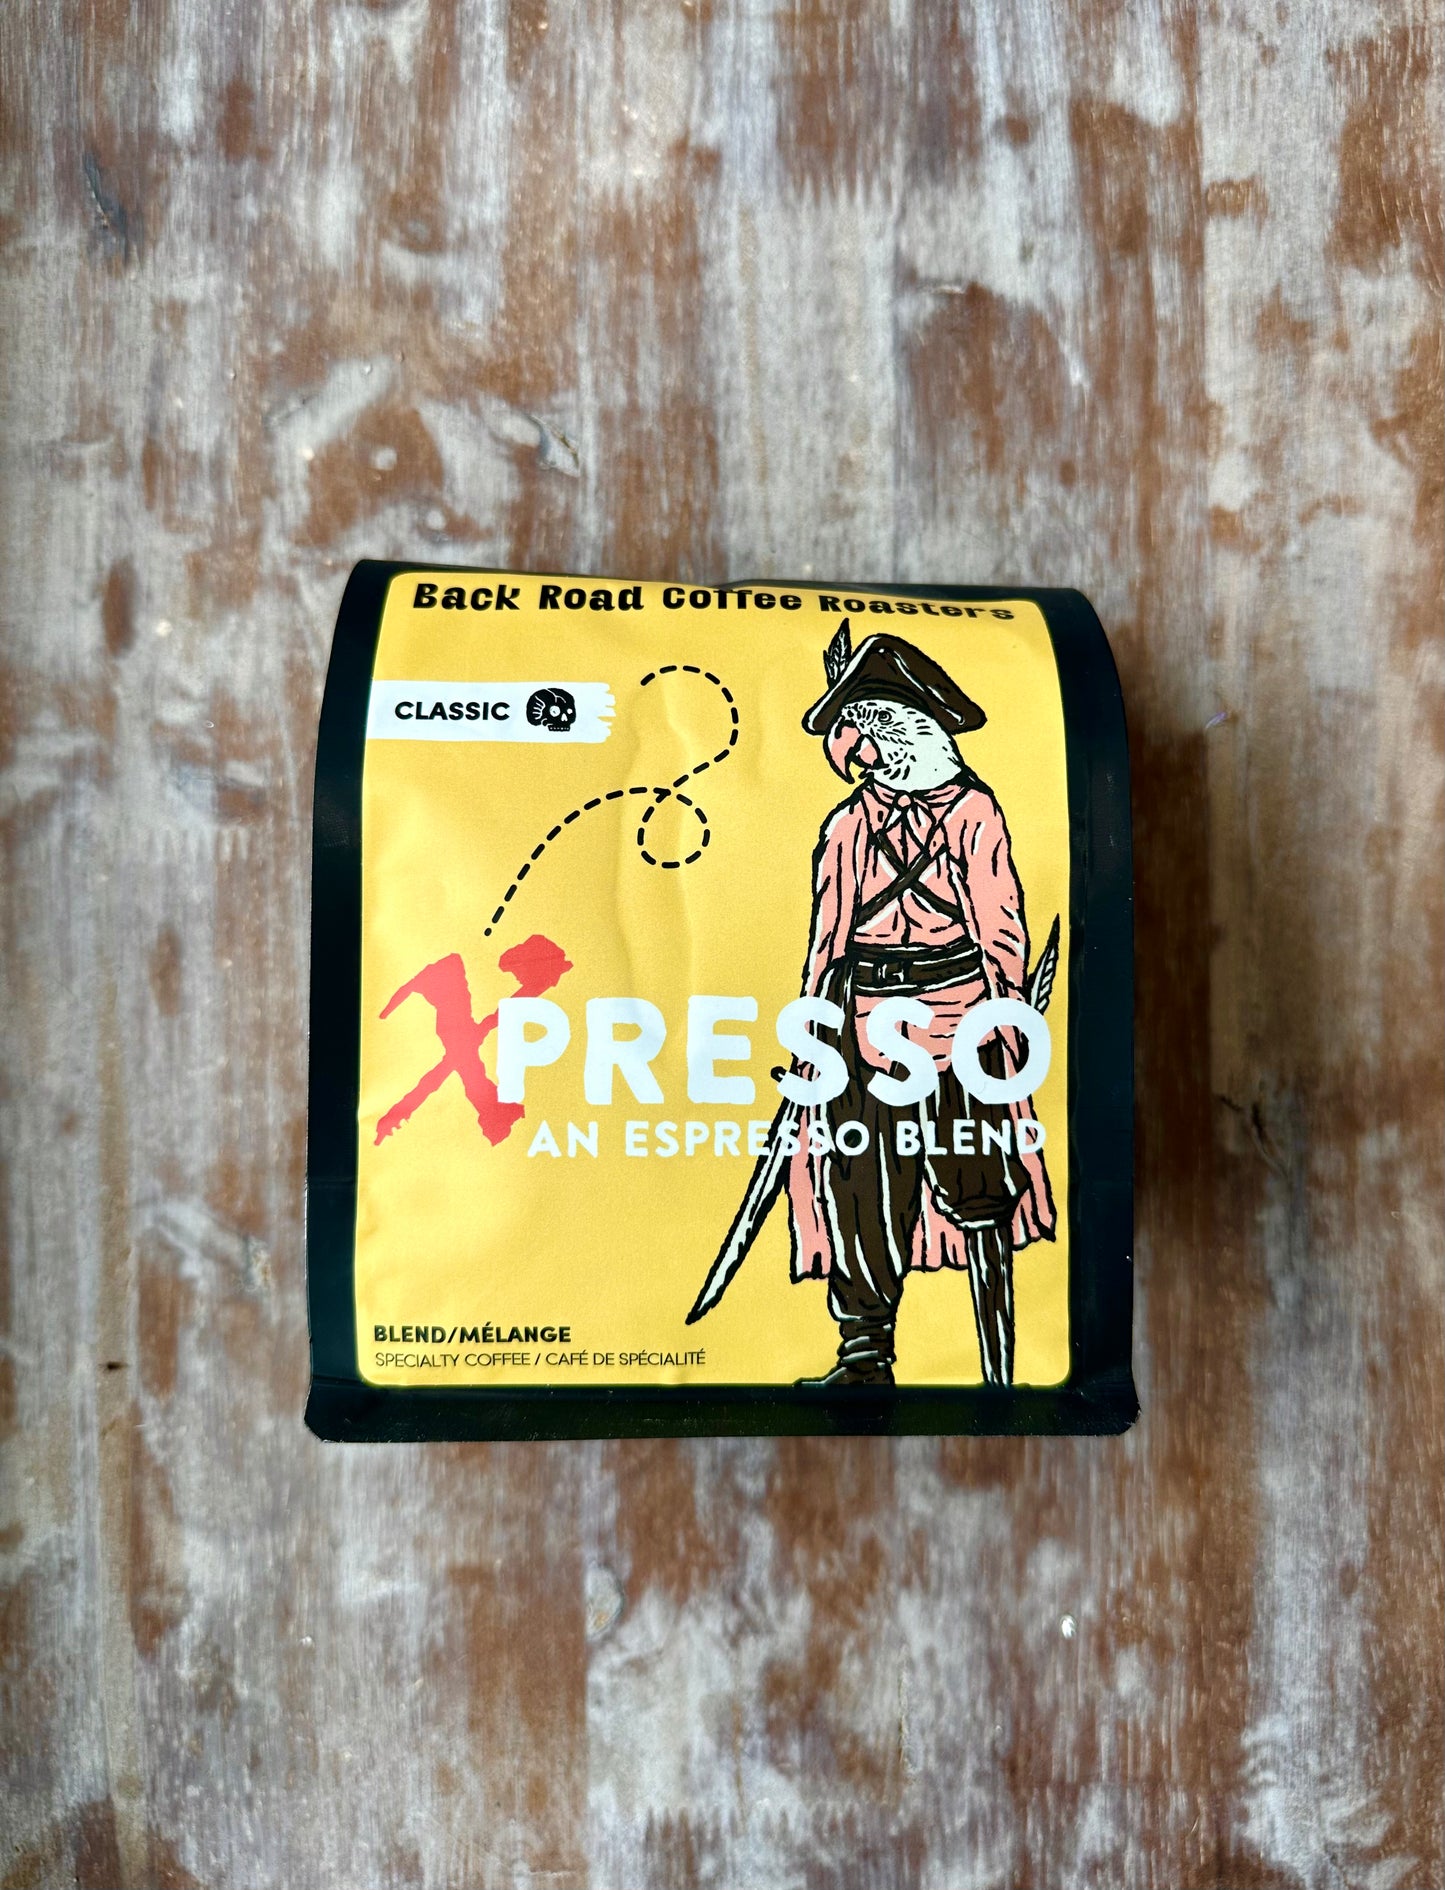 Back Road Coffee Roasters
CLASSIC
XPRESSO
AN ESPRESSO BLEND
BLEND/MÉLANGE
SPECIALTY COFFEE / CAFÉ DE SPÉCIALITÉ